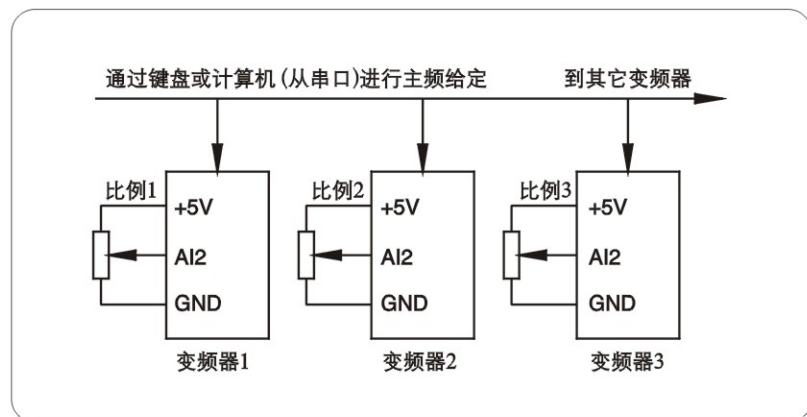 通过键盘或计算机(从串口)进行主频给定 到其它变频器
比例1
+5V
AI2
GND
变频器1
比例2
+5V
AI2
GND
变频器2
比例3
+5V
AI2
GND
变频器3